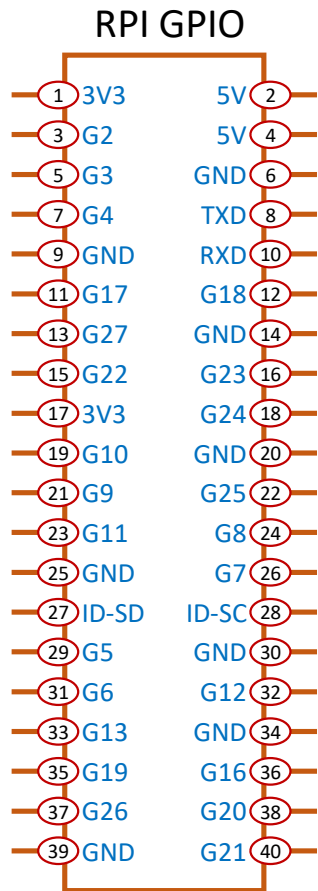 RPI GPIO
1 3V3 5V 2
3 G2 5V 4
5 G3 GND 6
7 G4 TXD 8
9 GND RXD 10
11 G17 G18 12
13 G27 GND 14
15 G22 G23 16
17 3V3 G24 18
19 G10 GND 20
21 G9 G25 22
23 G11 G8 24
25 GND G7 26
27 ID-SD ID-SC 28
29 G5 GND 30
31 G6 G12 32
33 G13 GND 34
35 G19 G16 36
37 G26 G20 38
39 GND G21 40